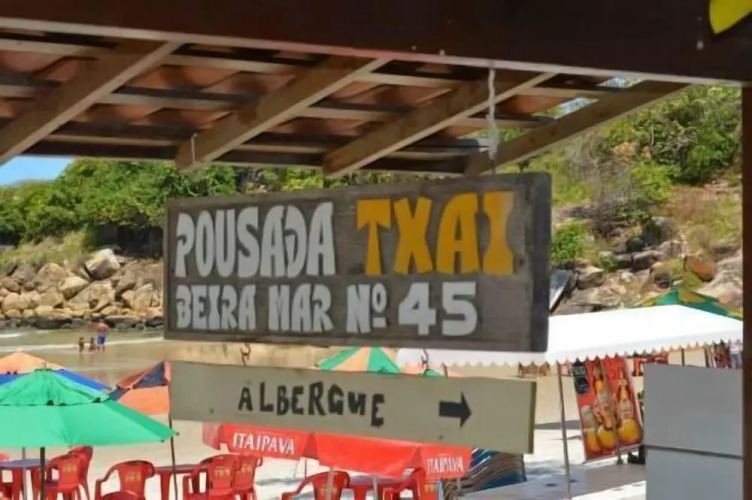 POUSADA TXAI
BEIRA MAR Nº 45
ALBERGUE
ITAIPAVA
ITAIPAVA